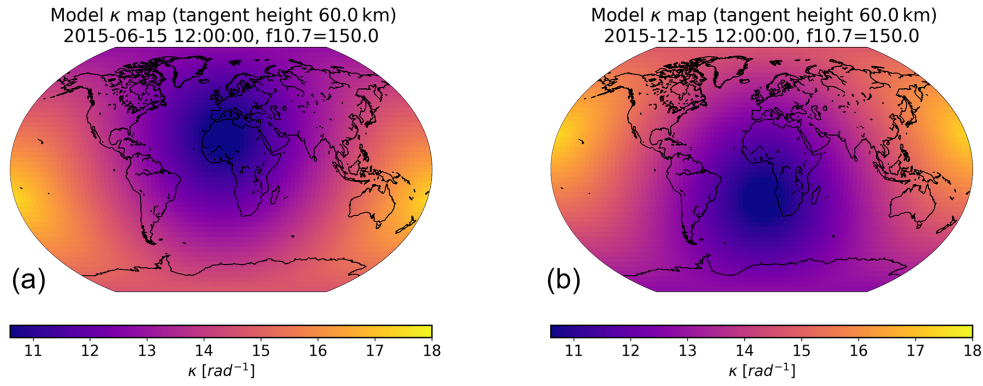 Model κ map (tangent height 60.0 km)
2015-06-15 12:00:00, f10.7=150.0
(a)
11 12 13 14 15 16 17 18
κ [rad⁻¹]
Model κ map (tangent height 60.0 km)
2015-12-15 12:00:00, f10.7=150.0
(b)
11 12 13 14 15 16 17 18
κ [rad⁻¹]